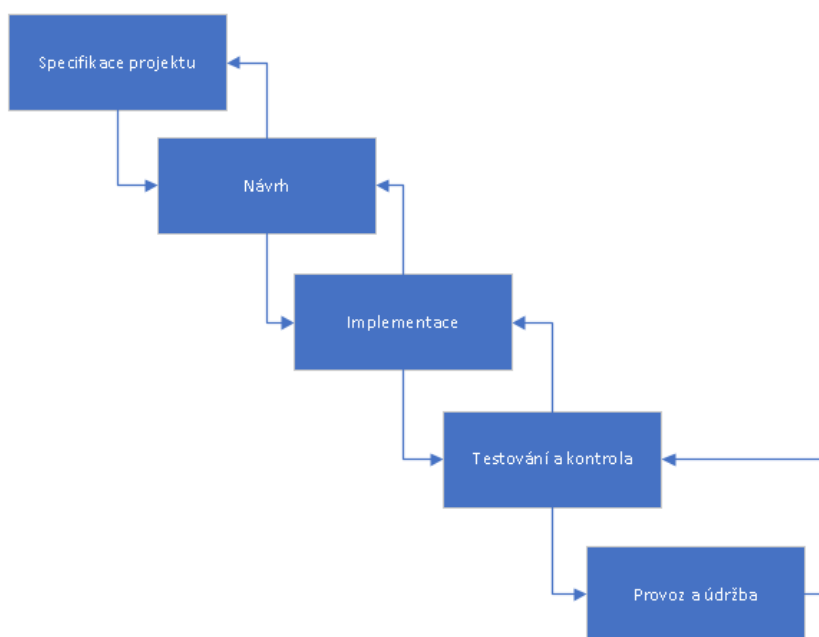 Specifikace projektu
Návrh
Implementace
Testování a kontrola
Provoz a údržba